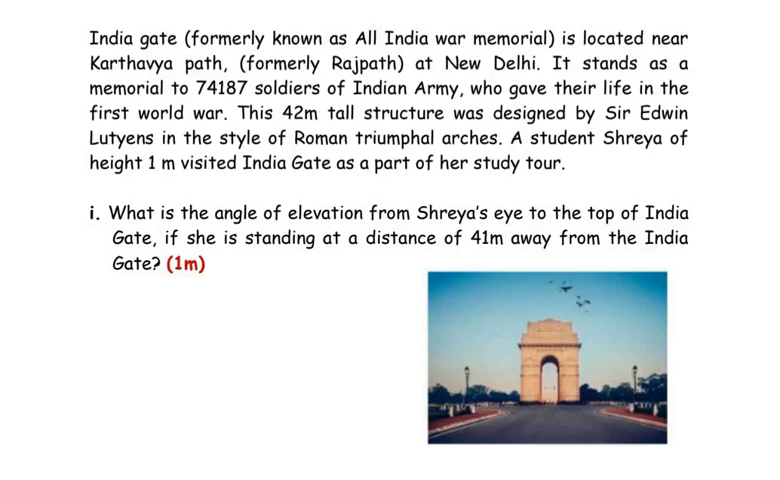 India gate (formerly known as All India war memorial) is located near
Karthavya path, (formerly Rajpath) at New Delhi. It stands as a
memorial to 74187 soldiers of Indian Army, who gave their life in the
first world war. This 42m tall structure was designed by Sir Edwin
Lutyens in the style of Roman triumphal arches. A student Shreya of
height 1 m visited India Gate as a part of her study tour.
i. What is the angle of elevation from Shreya's eye to the top of India
Gate, if she is standing at a distance of 41m away from the India
Gate? (1m)